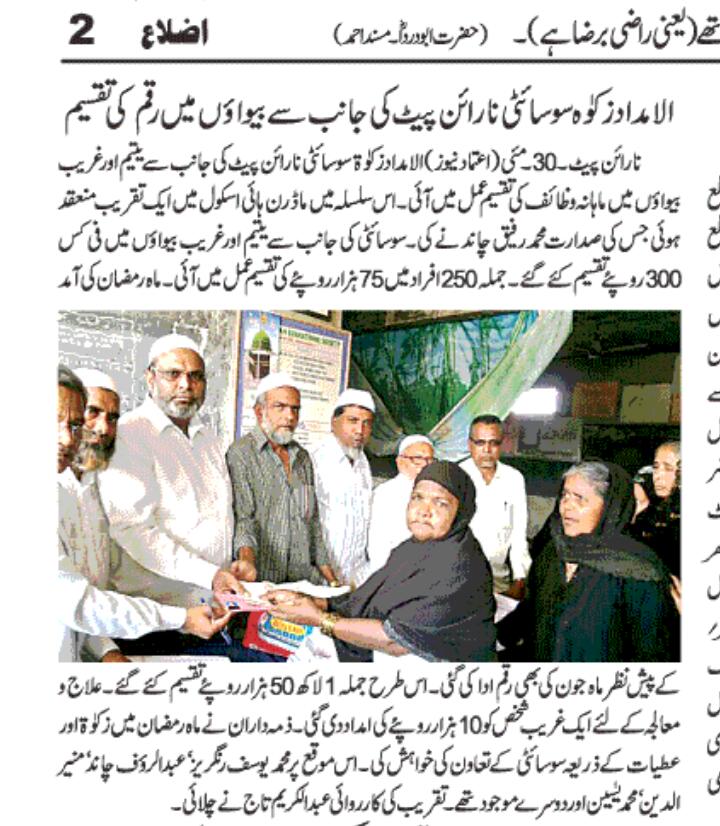 تھے (یعنی راضی برضا ہے)۔ (حضرت ابودرداؓ۔ مسند احمد)
اضلاع 2
الامداد زکوٰہ سوسائٹی نارائن پیٹ کی جانب سے بیواؤں میں رقم کی تقسیم
نارائن پیٹ۔30۔مئی (اعتماد نیوز) الامداد زکوٰۃ سوسائٹی نارائن پیٹ کی جانب سے یتیم اور غریب
بیواؤں میں ماہانہ وظائف کی تقسیم عمل میں آئی۔ اس سلسلہ میں ماڈرن ہائی اسکول میں ایک تقریب منعقد
ہوئی جس کی صدارت محمد رفیق چاند نے کی۔ سوسائٹی کی جانب سے یتیم اور غریب بیواؤں میں فی کس
300 روپئے تقسیم کئے گئے۔ جملہ 250 افراد میں 75 ہزار روپئے کی تقسیم عمل میں آئی۔ ماہ رمضان کی آمد
کے پیش نظر ماہ جون کی بھی رقم ادا کی گئی۔ اس طرح جملہ 1 لاکھ 50 ہزار روپئے تقسیم کئے گئے۔ علاج و
معالجہ کے لئے ایک غریب شخص کو 10 ہزار روپئے کی امداد دی گئی۔ ذمہ داران نے ماہ رمضان میں زکوٰۃ اور
عطیات کے ذریعہ سوسائٹی کے تعاون کی خواہش کی۔ اس موقع پر محمد یوسف رنگریز‘ عبدالرؤف چاند‘ منیر
الدین‘ محمد یٰسین اور دوسرے موجود تھے۔ تقریب کی کارروائی عبدالکریم تاج نے چلائی۔